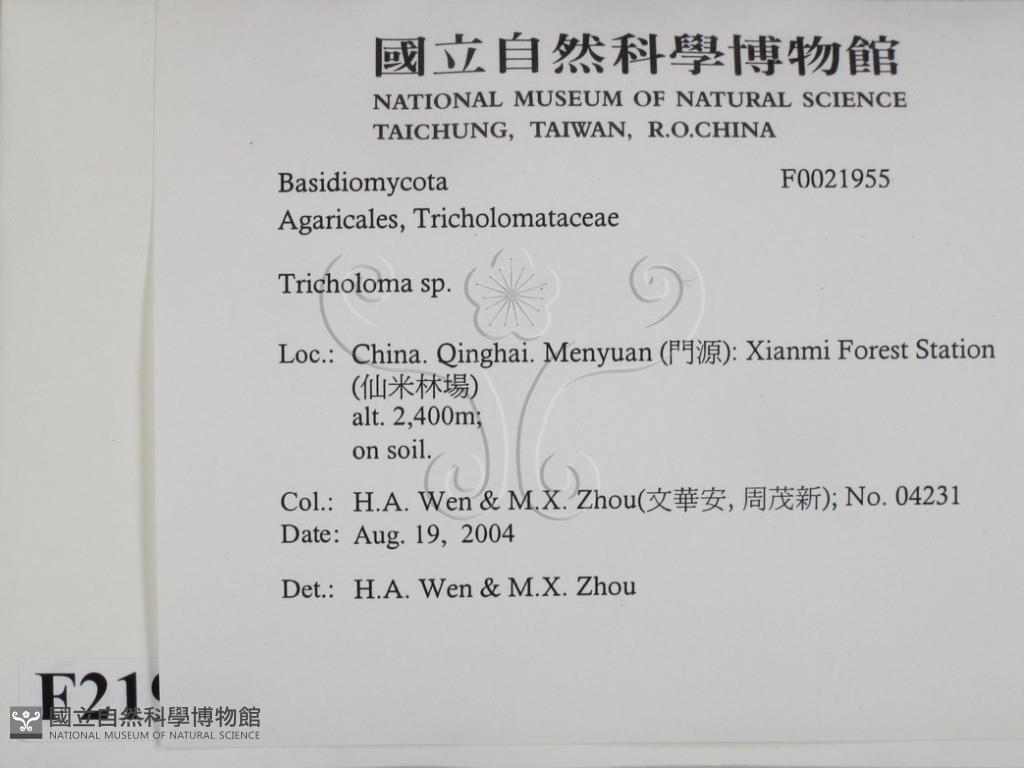 國立自然科學博物館
NATIONAL MUSEUM OF NATURAL SCIENCE
TAICHUNG, TAIWAN, R.O.CHINA
Basidiomycota F0021955
Agaricales, Tricholomataceae
Tricholoma sp.
Loc.: China. Qinghai. Menyuan (門源): Xianmi Forest Station
(仙米林場)
alt. 2,400m;
on soil.
Col.: H.A. Wen & M.X. Zhou(文華安, 周茂新); No. 04231
Date: Aug. 19, 2004
Det.: H.A. Wen & M.X. Zhou
F219
國立自然科學博物館
NATIONAL MUSEUM OF NATURAL SCIENCE